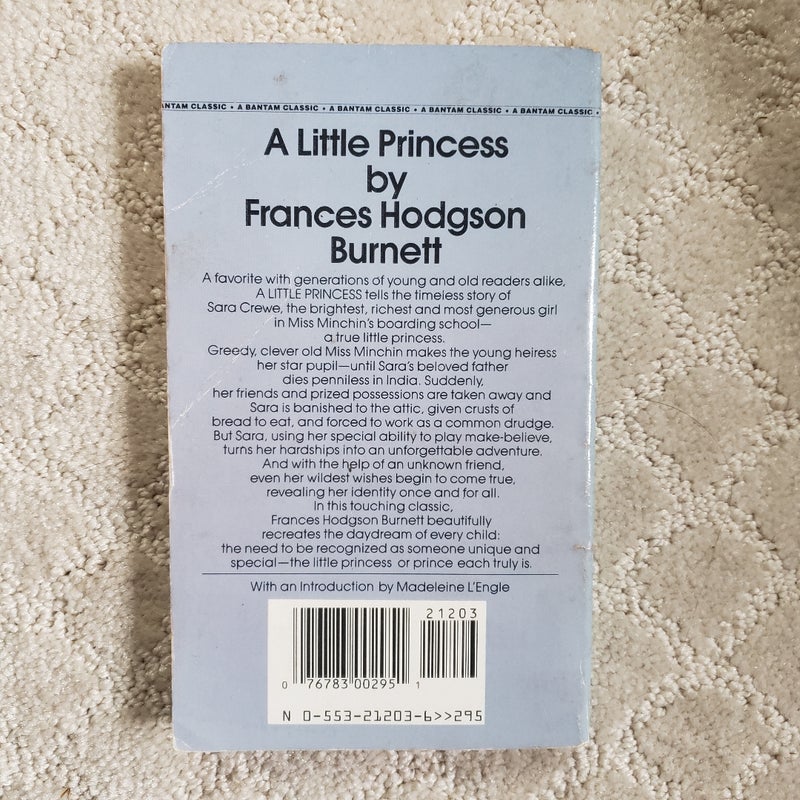 ANTAM CLASSIC • A BANTAM CLASSIC • A BANTAM CLASSIC • A BANTAM CLASSIC • A BANTAM CLASSIC •
A Little Princess
by
Frances Hodgson
Burnett
A favorite with generations of young and old readers alike,
A LITTLE PRINCESS tells the timeless story of
Sara Crewe, the brightest, richest and most generous girl
in Miss Minchin's boarding school—
a true little princess.
Greedy, clever old Miss Minchin makes the young heiress
her star pupil—until Sara's beloved father
dies penniless in India. Suddenly,
her friends and prized possessions are taken away and
Sara is banished to the attic, given crusts of
bread to eat, and forced to work as a common drudge.
But Sara, using her special ability to play make-believe,
turns her hardships into an unforgettable adventure.
And with the help of an unknown friend,
even her wildest wishes begin to come true,
revealing her identity once and for all.
In this touching classic,
Frances Hodgson Burnett beautifully
recreates the daydream of every child:
the need to be recognized as someone unique and
special—the little princess or prince each truly is.
With an Introduction by Madeleine L'Engle
21203
0 76783 00295 1
N 0-553-21203-6>>295